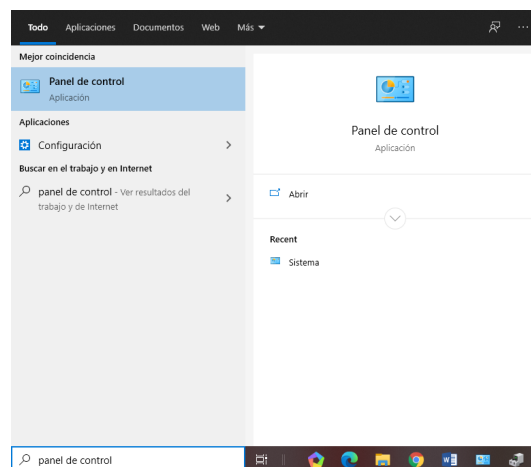 Todo Aplicaciones Documentos Web Más
Mejor coincidencia
Panel de control
Aplicación
Aplicaciones
Configuración
Buscar en el trabajo y en Internet
panel de control - Ver resultados del
trabajo y de Internet
Panel de control
Aplicación
Abrir
Recent
Sistema
panel de control